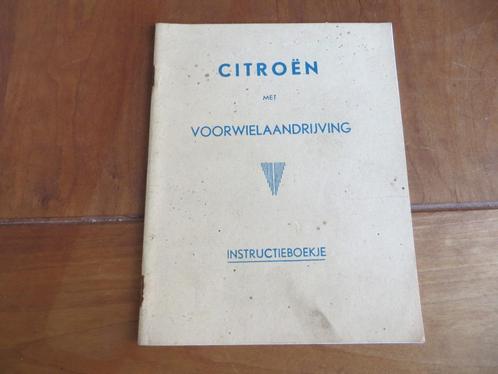 CITROËN
MET
VOORWIELAANDRIJVING
INSTRUCTIEBOEKJE